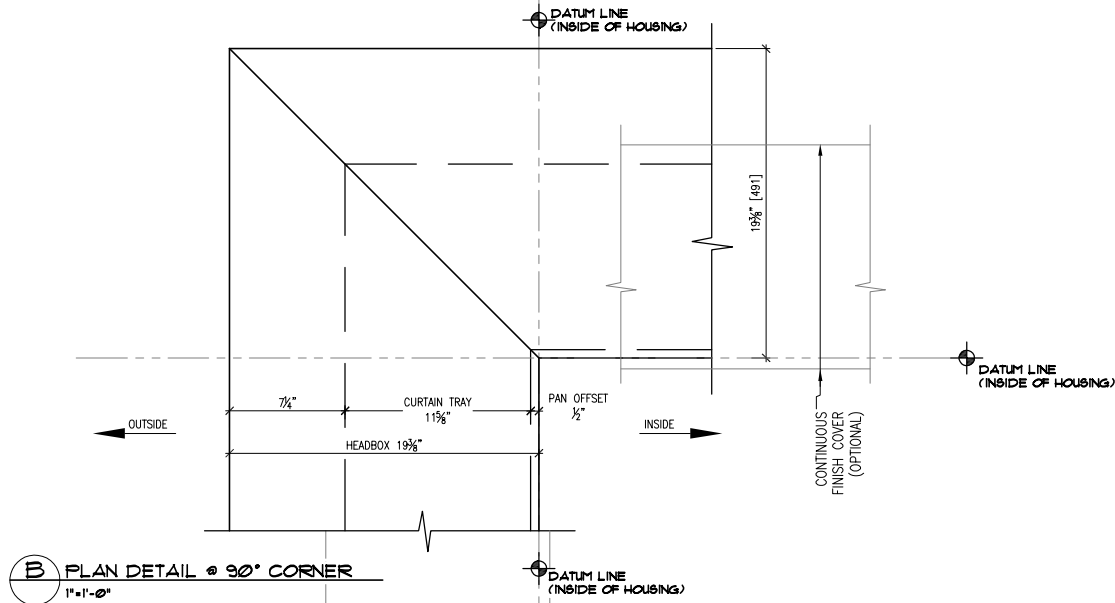 DATUM LINE
(INSIDE OF HOUSING)
19⅜" [491]
DATUM LINE
(INSIDE OF HOUSING)
7¼"
CURTAIN TRAY
11⅝"
PAN OFFSET
½"
OUTSIDE
INSIDE
HEADBOX 19⅜"
CONTINUOUS
FINISH COVER
(OPTIONAL)
B PLAN DETAIL @ 90° CORNER
1"=1'-0"
DATUM LINE
(INSIDE OF HOUSING)